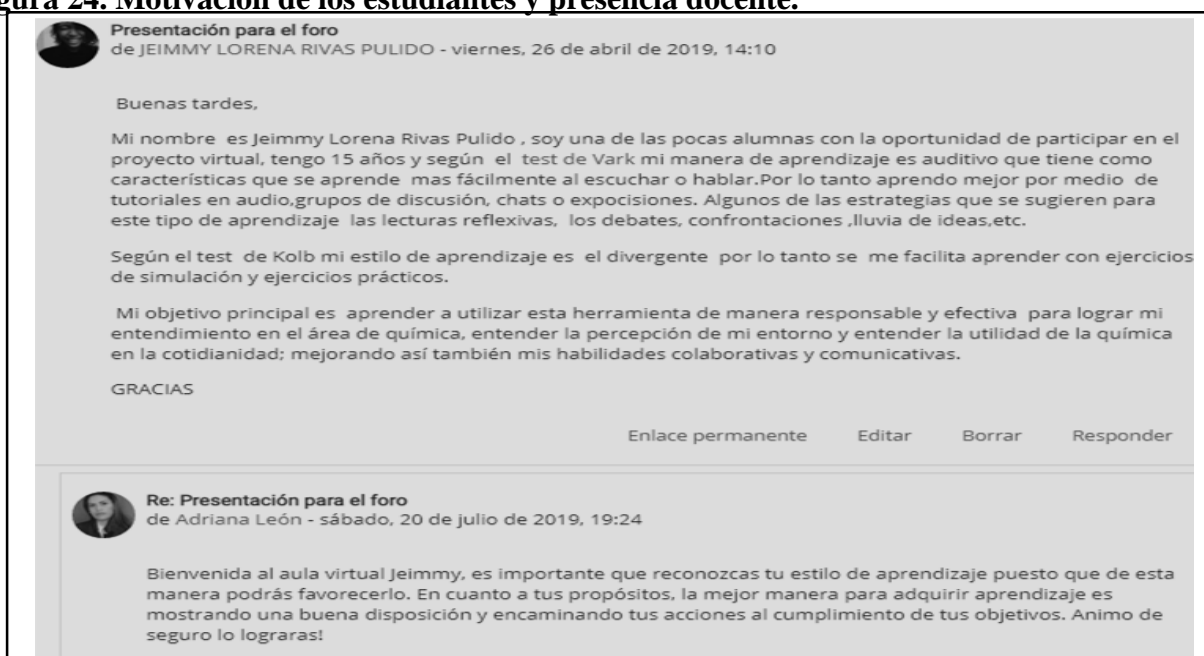 gura 24. Motivación de los estudiantes y presencia docente.
Presentación para el foro
de JEIMMY LORENA RIVAS PULIDO - viernes, 26 de abril de 2019, 14:10
Buenas tardes,
Mi nombre es Jeimmy Lorena Rivas Pulido , soy una de las pocas alumnas con la oportunidad de participar en el
proyecto virtual, tengo 15 años y según el test de Vark mi manera de aprendizaje es auditivo que tiene como
características que se aprende mas fácilmente al escuchar o hablar.Por lo tanto aprendo mejor por medio de
tutoriales en audio,grupos de discusión, chats o expocisiones. Algunos de las estrategias que se sugieren para
este tipo de aprendizaje las lecturas reflexivas, los debates, confrontaciones ,lluvia de ideas,etc.
Según el test de Kolb mi estilo de aprendizaje es el divergente por lo tanto se me facilita aprender con ejercicios
de simulación y ejercicios prácticos.
Mi objetivo principal es aprender a utilizar esta herramienta de manera responsable y efectiva para lograr mi
entendimiento en el área de química, entender la percepción de mi entorno y entender la utilidad de la química
en la cotidianidad; mejorando así también mis habilidades colaborativas y comunicativas.
GRACIAS
Enlace permanente Editar Borrar Responder
Re: Presentación para el foro
de Adriana León - sábado, 20 de julio de 2019, 19:24
Bienvenida al aula virtual Jeimmy, es importante que reconozcas tu estilo de aprendizaje puesto que de esta
manera podrás favorecerlo. En cuanto a tus propósitos, la mejor manera para adquirir aprendizaje es
mostrando una buena disposición y encaminando tus acciones al cumplimiento de tus objetivos. Animo de
seguro lo lograras!